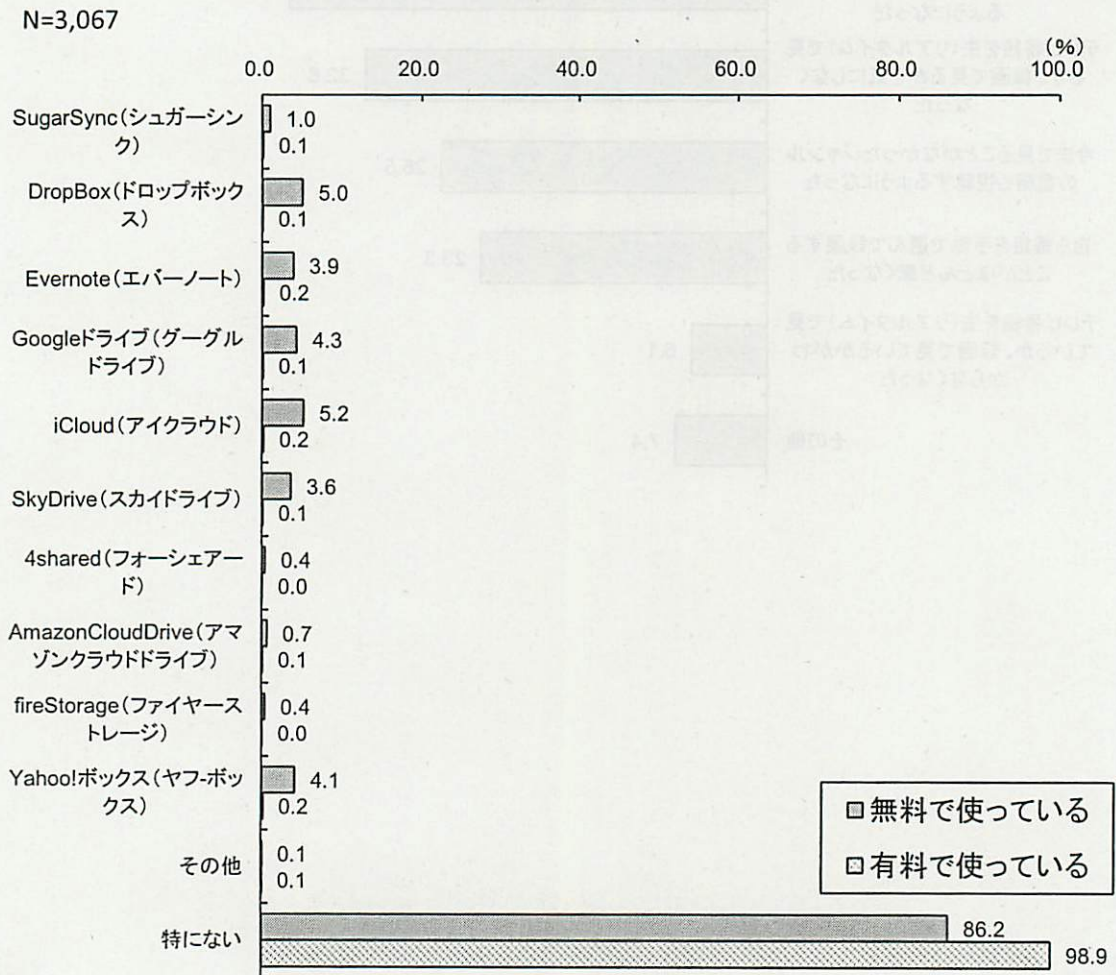 N=3,067
(%)
0.0 20.0 40.0 60.0 80.0 100.0
SugarSync(シュガーシン
ク)
1.0
0.1
DropBox(ドロップボック
ス)
5.0
0.1
Evernote(エバーノート)
3.9
0.2
Googleドライブ(グーグル
ドライブ)
4.3
0.1
iCloud(アイクラウド)
5.2
0.2
SkyDrive(スカイドライブ)
3.6
0.1
4shared(フォーシェアー
ド)
0.4
0.0
AmazonCloudDrive(アマ
ゾンクラウドドライブ)
0.7
0.1
fireStorage(ファイヤース
トレージ)
0.4
0.0
Yahoo!ボックス(ヤフ-ボッ
クス)
4.1
0.2
その他
0.1
0.1
特にない
86.2
98.9
無料で使っている
有料で使っている